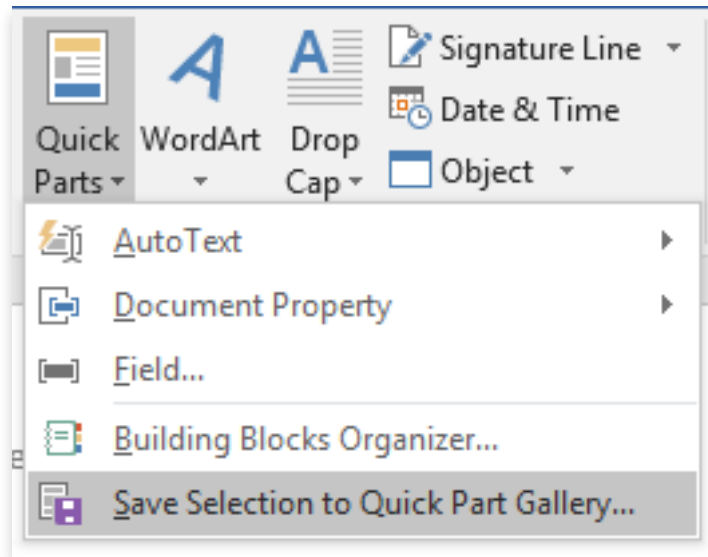 Quick Parts
WordArt
Drop Cap
Signature Line
Date & Time
Object
AutoText
Document Property
Field...
Building Blocks Organizer...
Save Selection to Quick Part Gallery...